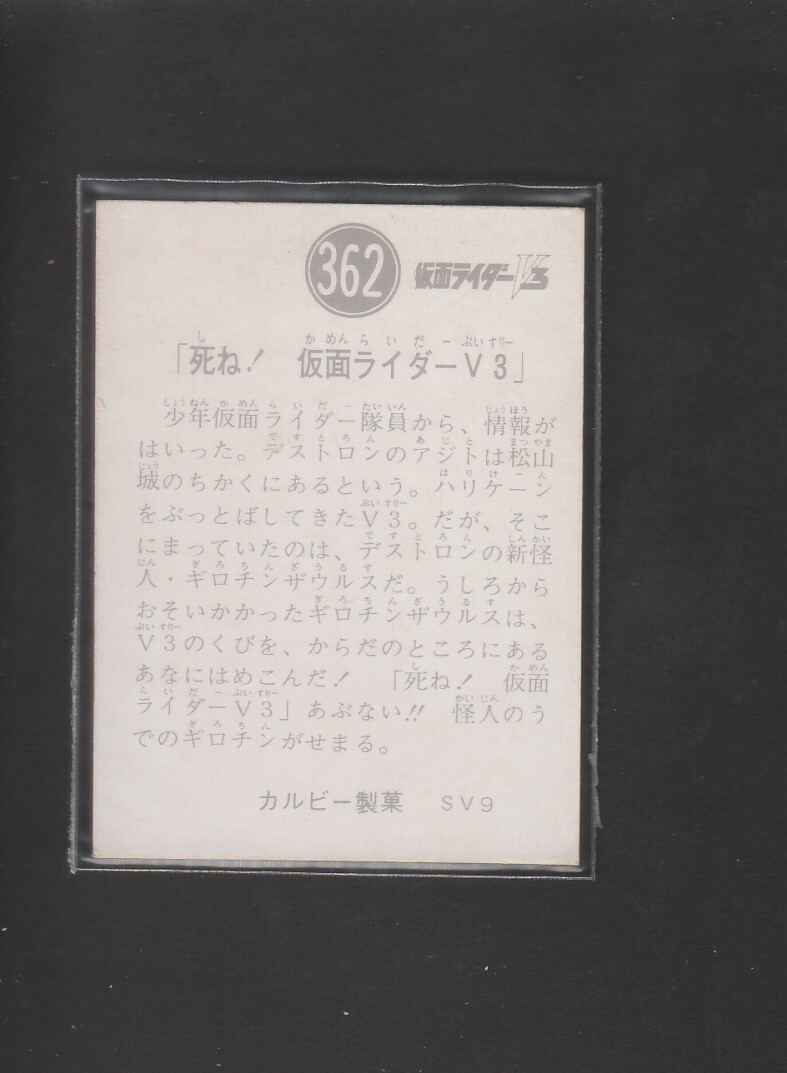 362 仮面ライダーV3
「死ね！ 仮面ライダーV3」
少年仮面ライダー隊員から、情報が
はいった。デストロンのアジトは松山
城のちかくにあるという。ハリケーン
をぶっとばしてきたV3。だが、そこ
にまっていたのは、デストロンの新怪
人・ギロチンザウルスだ。うしろから
おそいかかったギロチンザウルスは、
V3のくびを、からだのところにある
あなにはめこんだ！ 「死ね！ 仮面
ライダーV3」あぶない!! 怪人のう
でのギロチンがせまる。
カルビー製菓 SV9